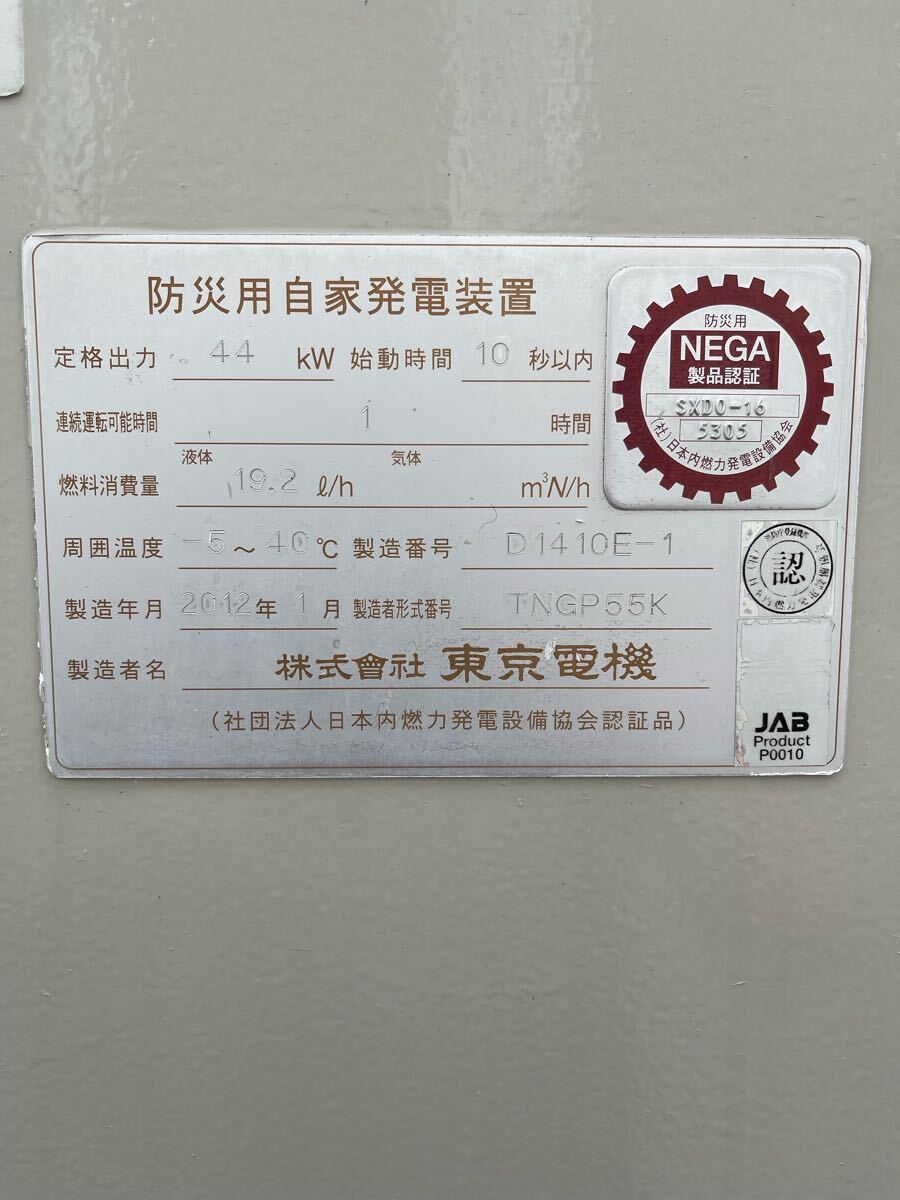 防災用自家発電装置
定格出力 44 kW 始動時間 10 秒以内
連続運転可能時間 1 時間
液体 気体
燃料消費量 19.2 ℓ/h m³N/h
周囲温度 -5 ~ 40 ℃ 製造番号 D1410E-1
製造年月 2012年 1 月 製造者形式番号 TNGP55K
製造者名 株式會社 東京電機
(社団法人日本内燃力発電設備協会認証品)
防災用
NEGA
製品認証
SXDO-16
5305
(社)日本内燃力発電設備協会
認
JAB
Product
P0010